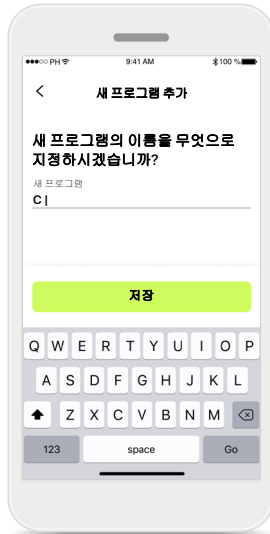 PH 9:41 AM 100 %
새 프로그램 추가
새 프로그램의 이름을 무엇으로
지정하시겠습니까?
새 프로그램
C |
저장
Q W E R T Y U I O P
A S D F G H J K L
Z X C V B N M
123 space Go